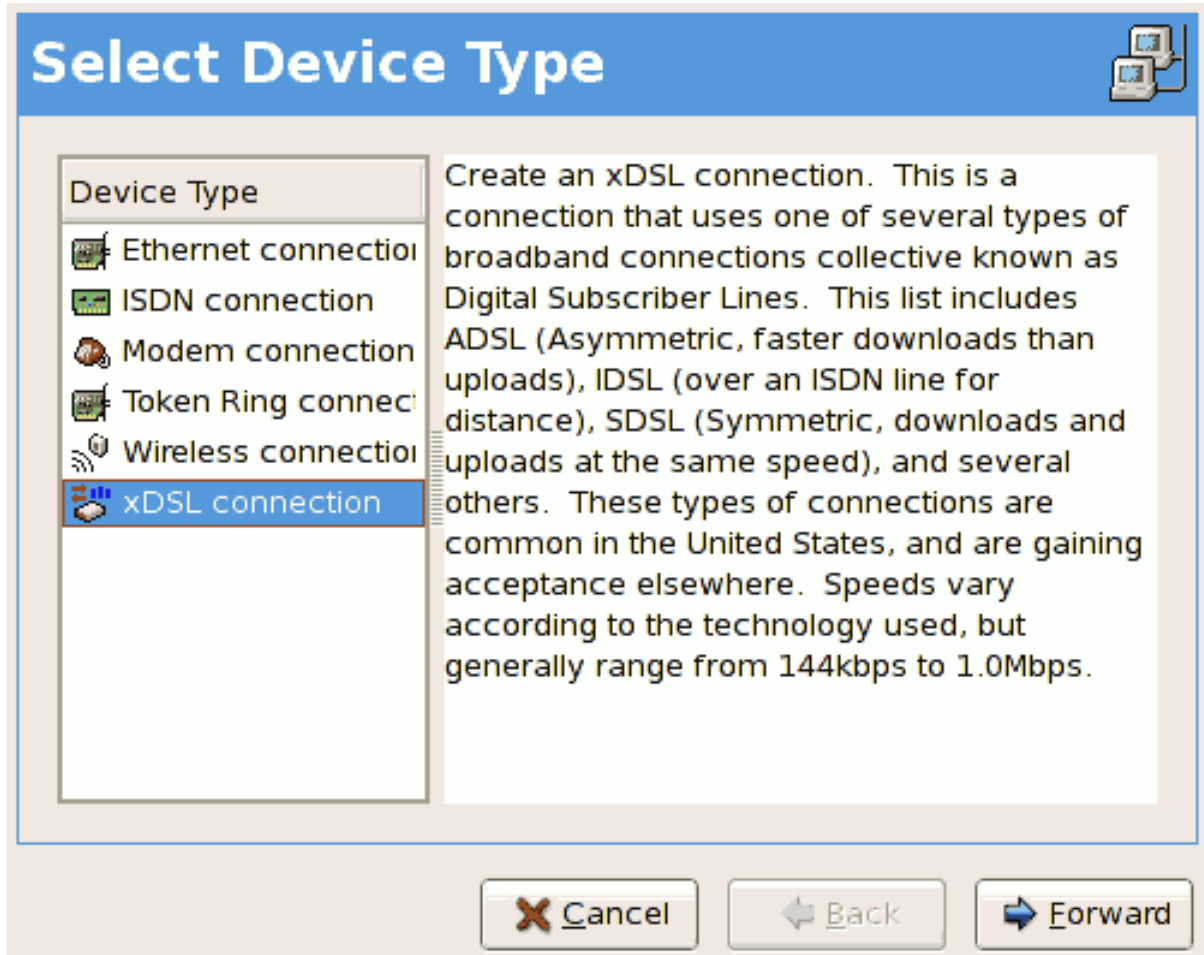 Select Device Type
Device Type
Ethernet connection
ISDN connection
Modem connection
Token Ring connect
Wireless connection
xDSL connection
Create an xDSL connection.  This is a
connection that uses one of several types of
broadband connections collective known as
Digital Subscriber Lines.  This list includes
ADSL (Asymmetric, faster downloads than
uploads), IDSL (over an ISDN line for
distance), SDSL (Symmetric, downloads and
uploads at the same speed), and several
others.  These types of connections are
common in the United States, and are gaining
acceptance elsewhere.  Speeds vary
according to the technology used, but
generally range from 144kbps to 1.0Mbps.
Cancel
Back
Forward